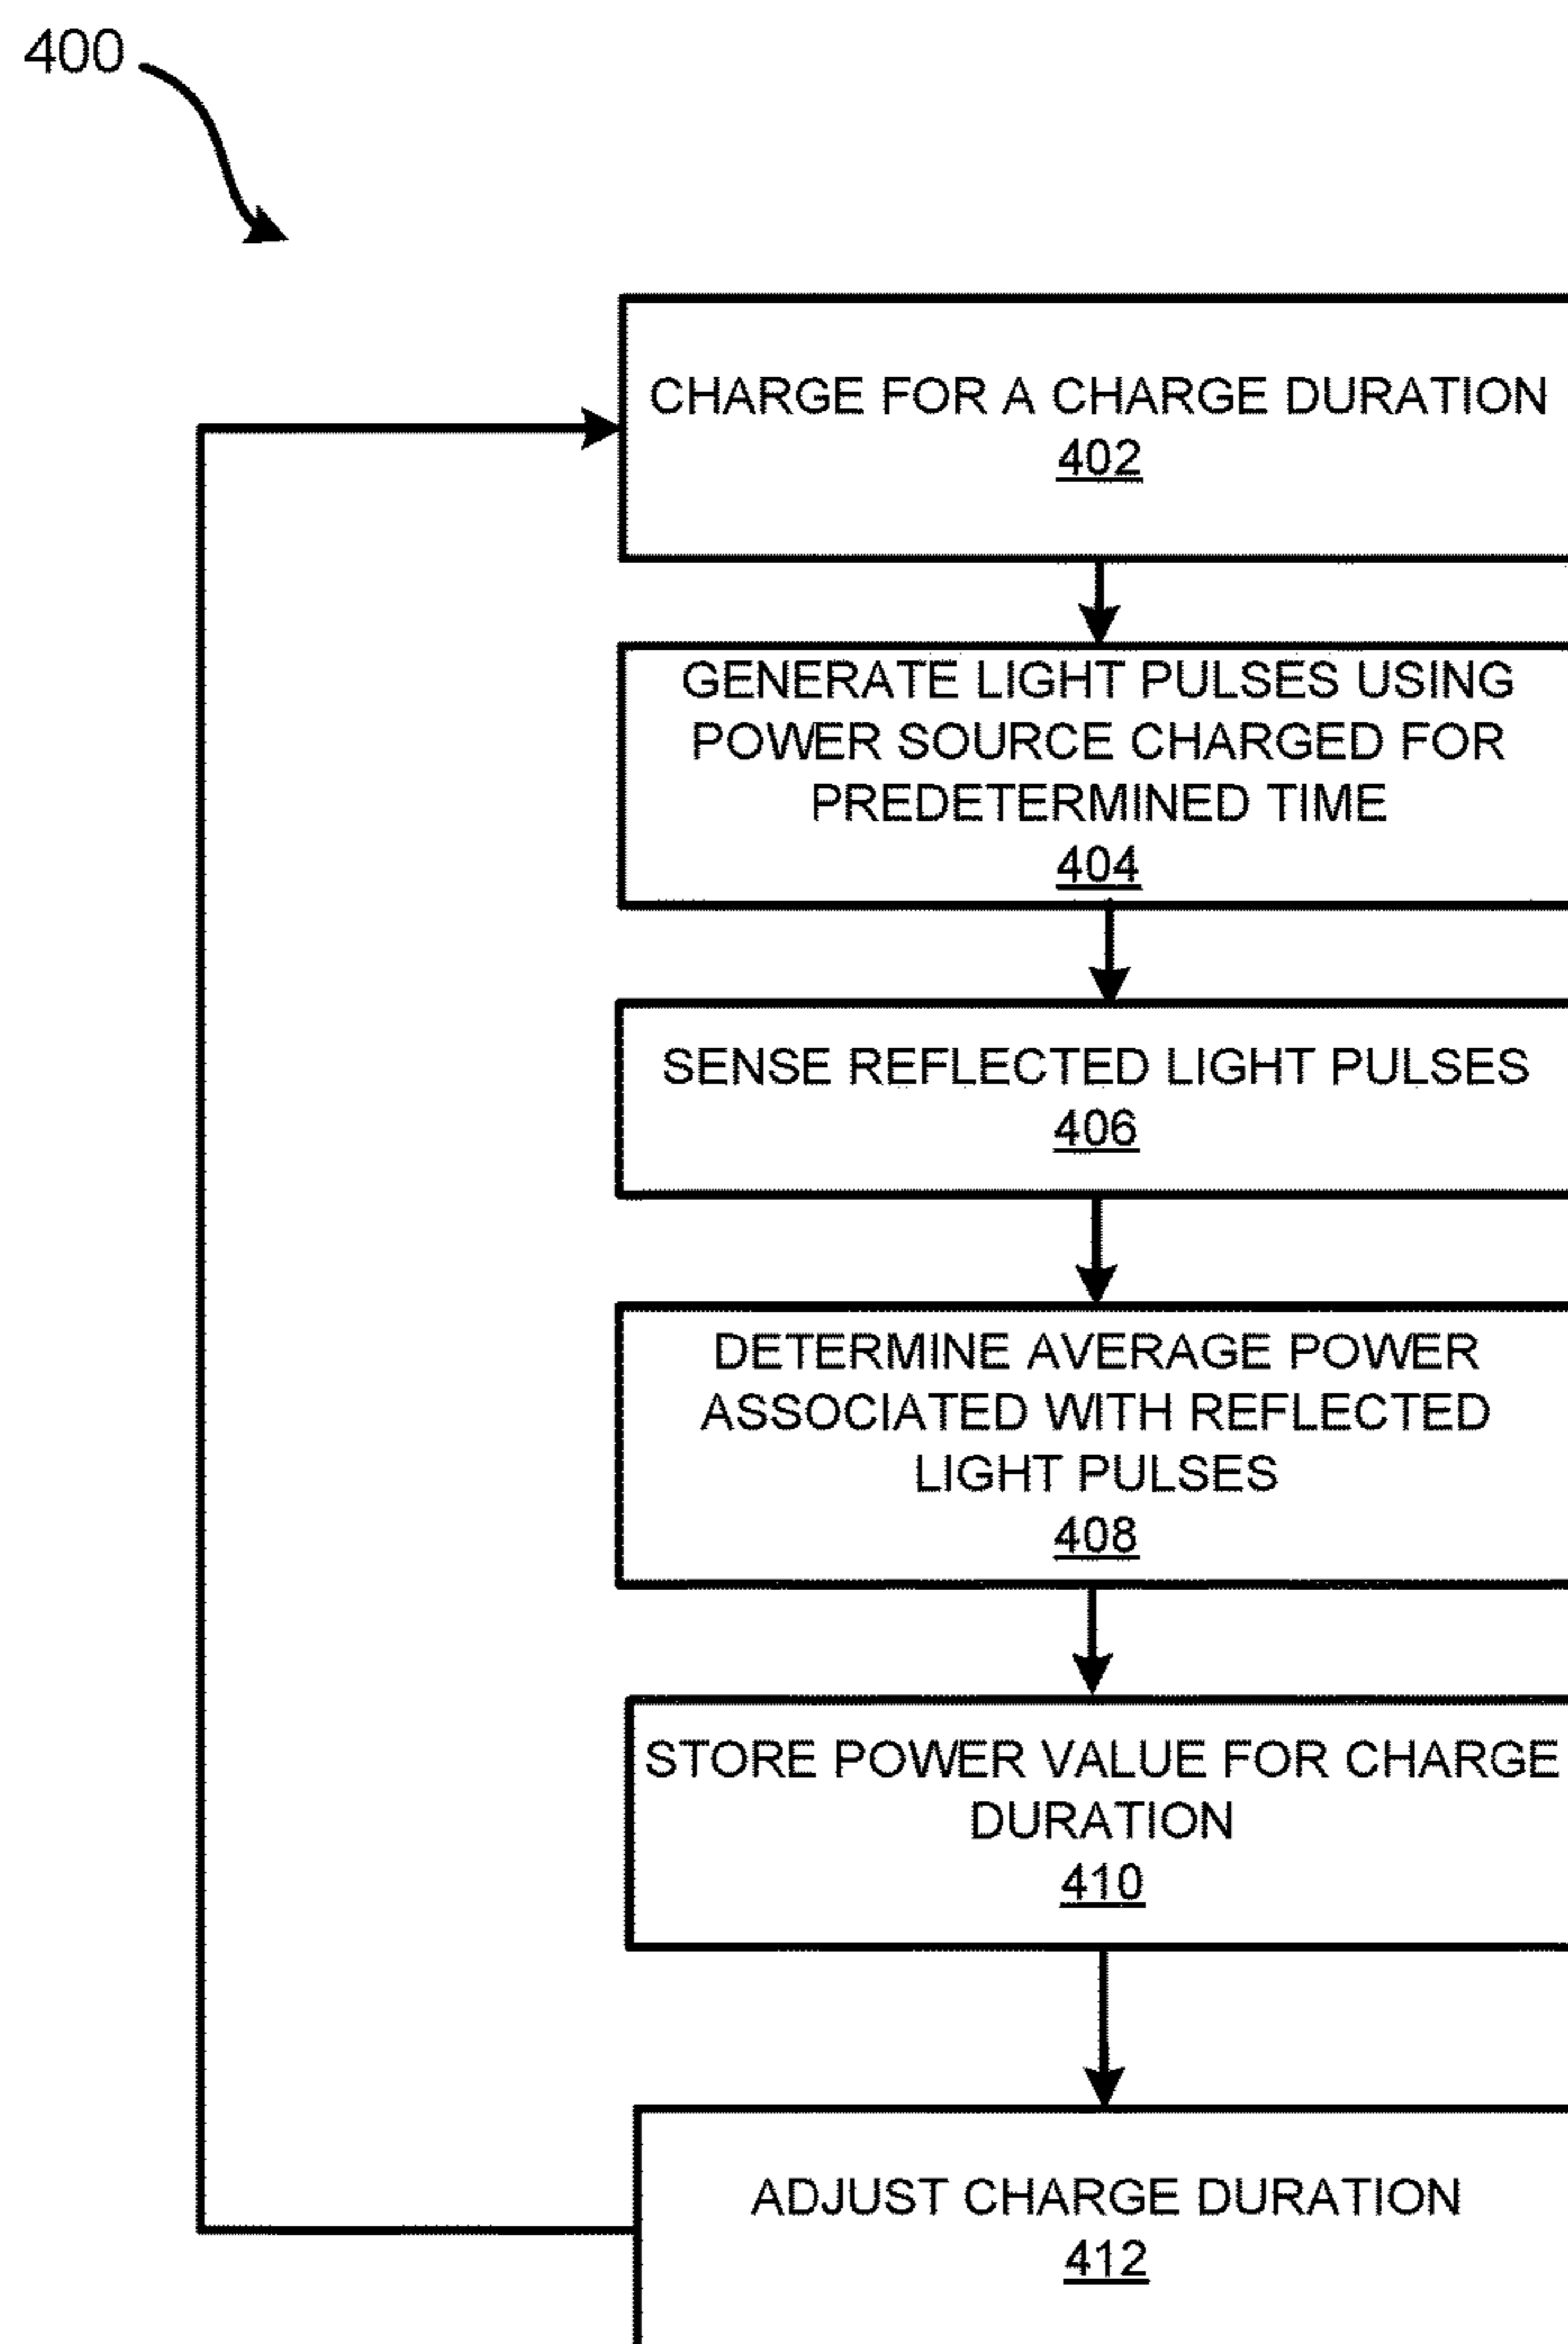 400
CHARGE FOR A CHARGE DURATION
402
GENERATE LIGHT PULSES USING
POWER SOURCE CHARGED FOR
PREDETERMINED TIME
404
SENSE REFLECTED LIGHT PULSES
406
DETERMINE AVERAGE POWER
ASSOCIATED WITH REFLECTED
LIGHT PULSES
408
STORE POWER VALUE FOR CHARGE
DURATION
410
ADJUST CHARGE DURATION
412